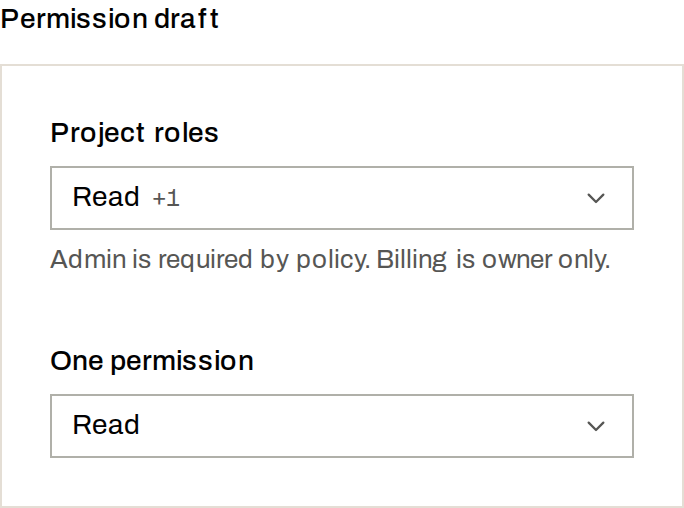 Permission draft
Project roles
Read +1
Admin is required by policy. Billing is owner only.
One permission
Read